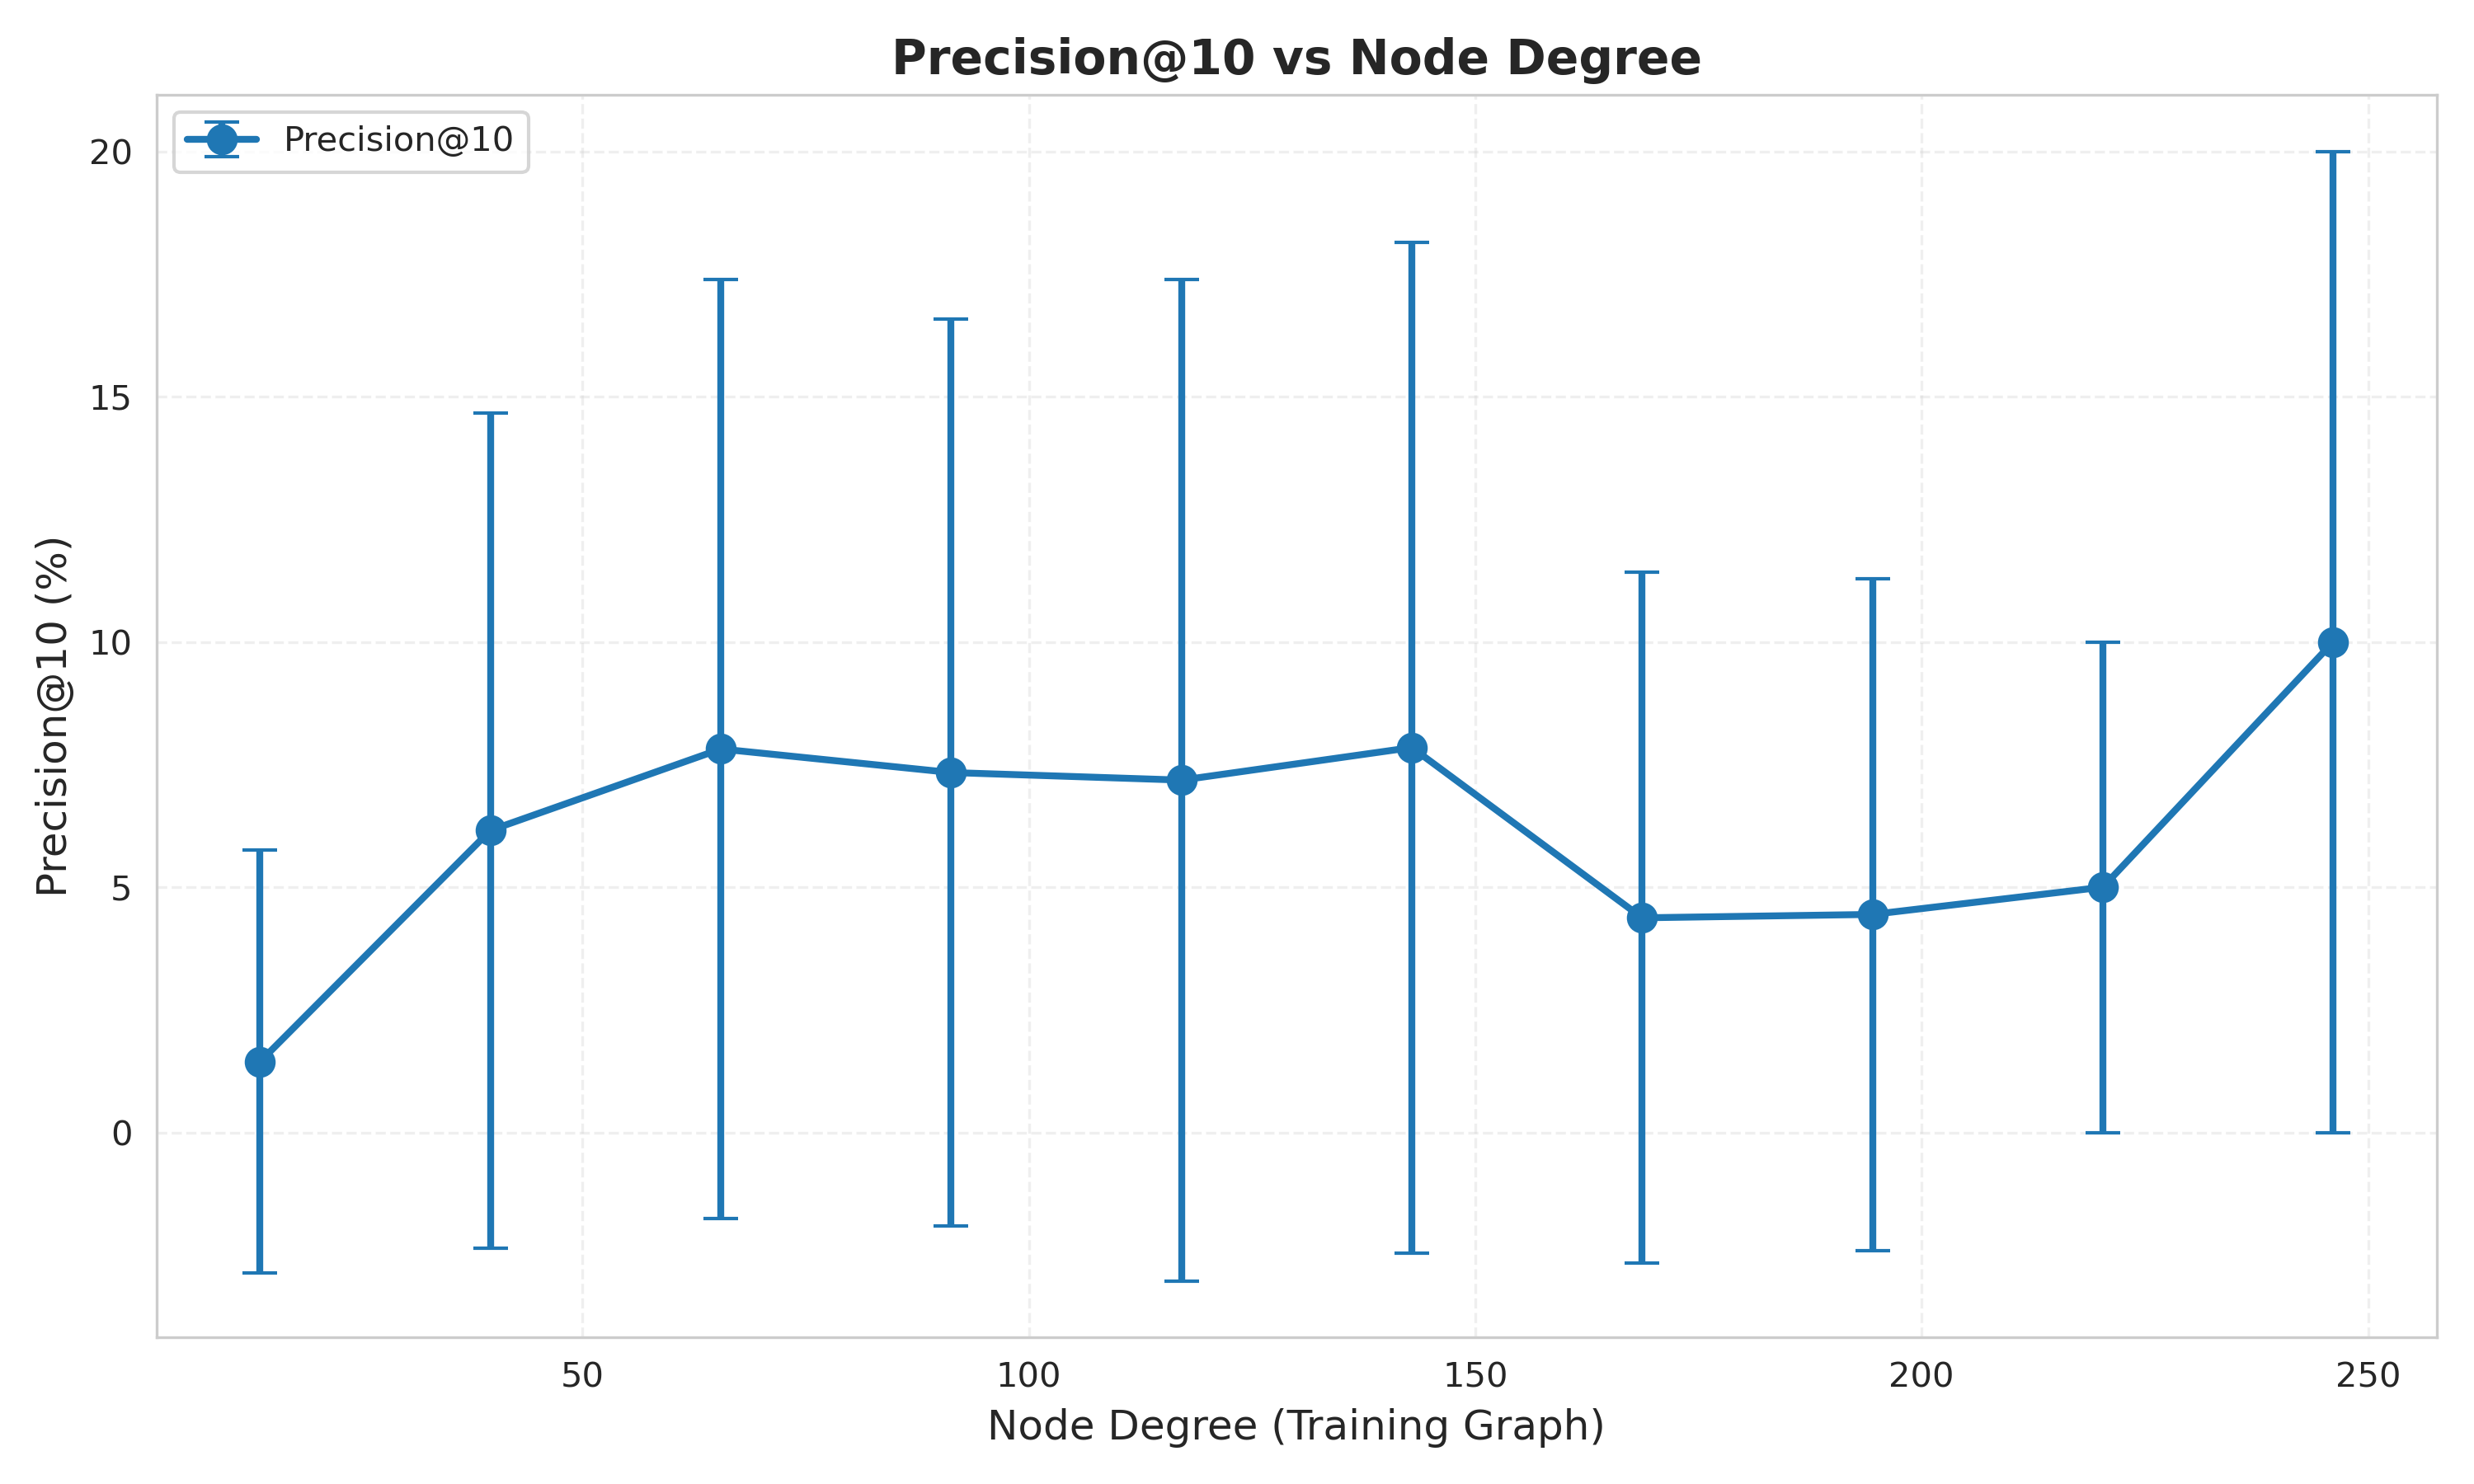 Precision@10 vs Node Degree
Precision@10
20
15
10
5
0
Precision@10 (%)
50 100 150 200 250
Node Degree (Training Graph)